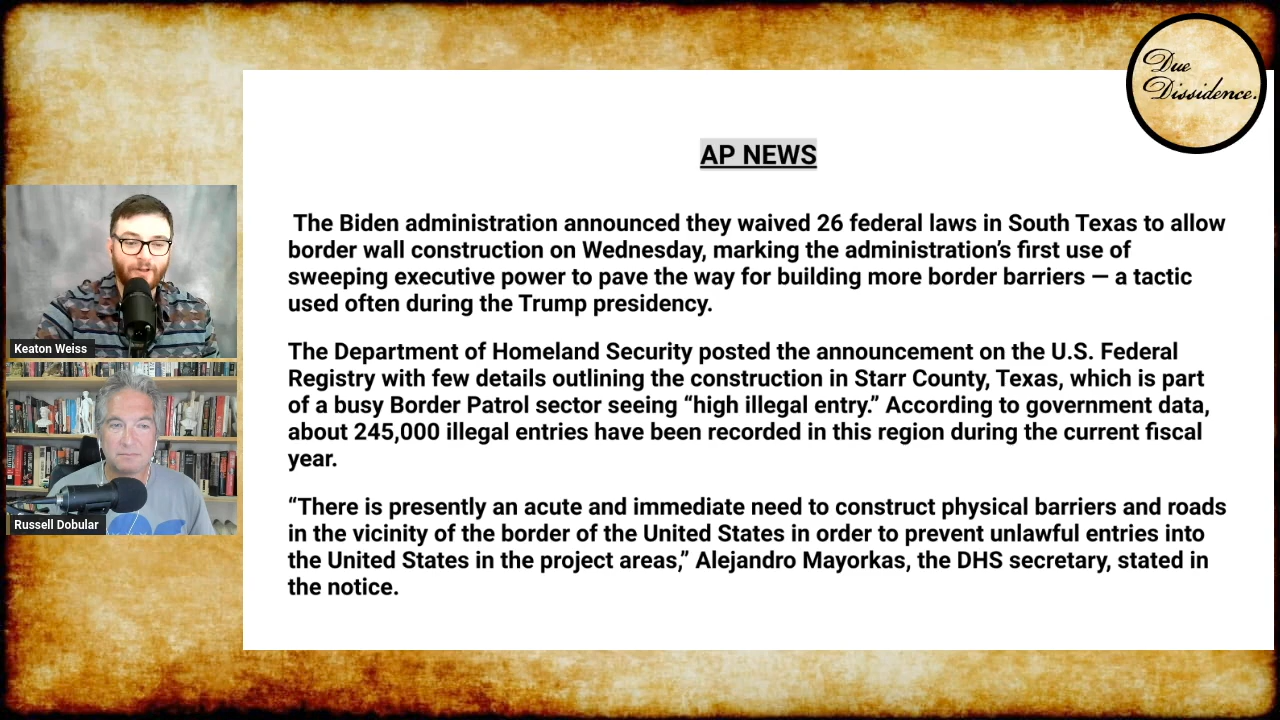 Due
Dissidence.
AP NEWS
The Biden administration announced they waived 26 federal laws in South Texas to allow
border wall construction on Wednesday, marking the administration’s first use of
sweeping executive power to pave the way for building more border barriers — a tactic
used often during the Trump presidency.
The Department of Homeland Security posted the announcement on the U.S. Federal
Registry with few details outlining the construction in Starr County, Texas, which is part
of a busy Border Patrol sector seeing “high illegal entry.” According to government data,
about 245,000 illegal entries have been recorded in this region during the current fiscal
year.
“There is presently an acute and immediate need to construct physical barriers and roads
in the vicinity of the border of the United States in order to prevent unlawful entries into
the United States in the project areas,” Alejandro Mayorkas, the DHS secretary, stated in
the notice.
Keaton Weiss
Russell Dobular